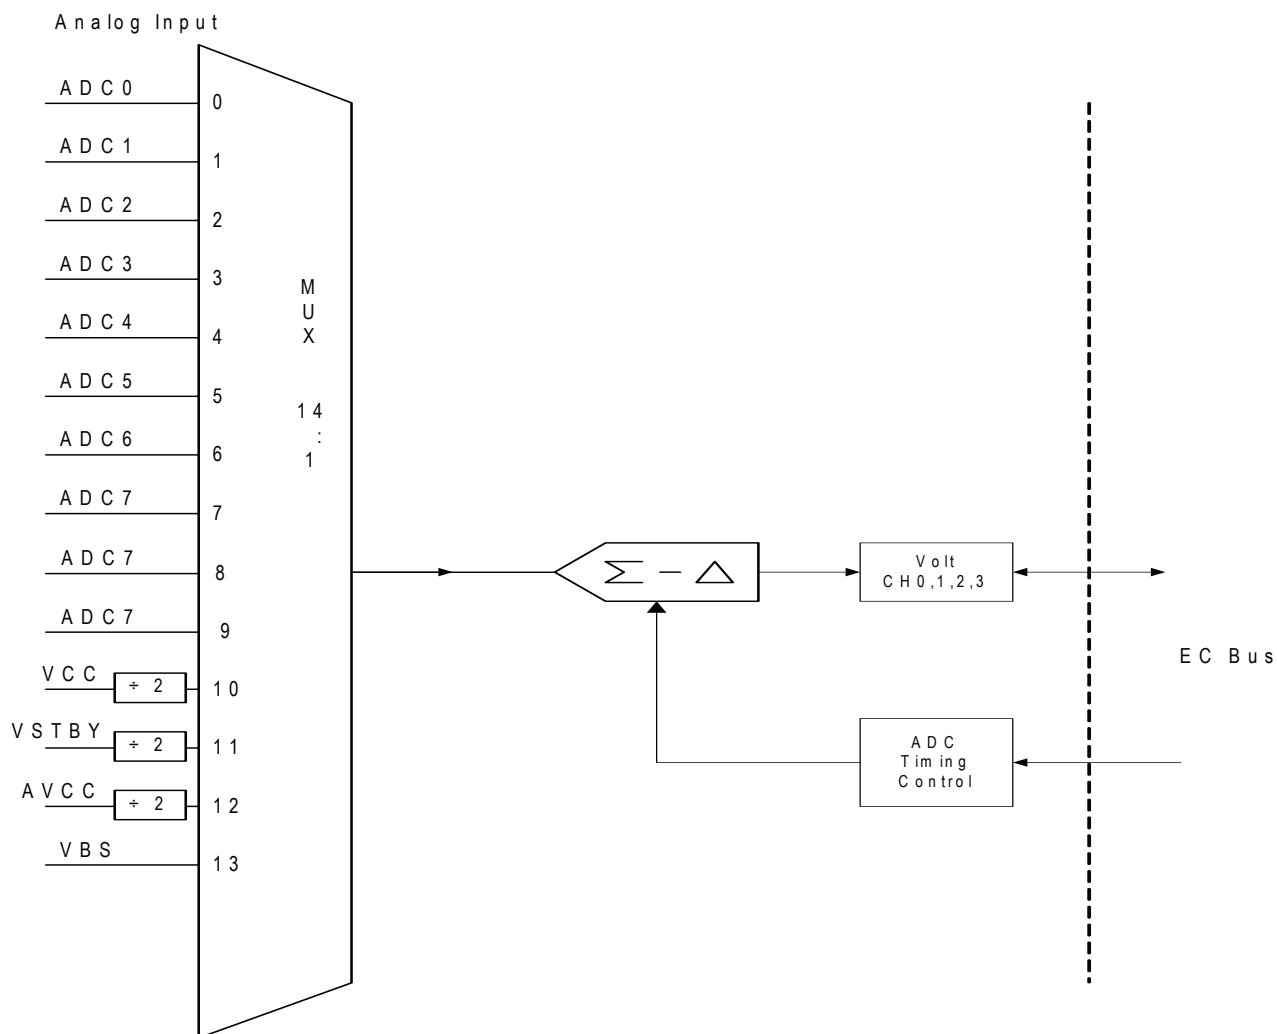 Analog Input
ADC0
0
ADC1
1
ADC2
2
ADC3
3
ADC4
4
ADC5
5
ADC6
6
ADC7
7
ADC7
8
ADC7
9
VCC
÷ 2
10
VSTBY
÷ 2
11
AVCC
÷ 2
12
VBS
13
M
U
X
14
:
1
Σ – Δ
Volt
CH0,1,2,3
ADC
Timing
Control
EC Bus